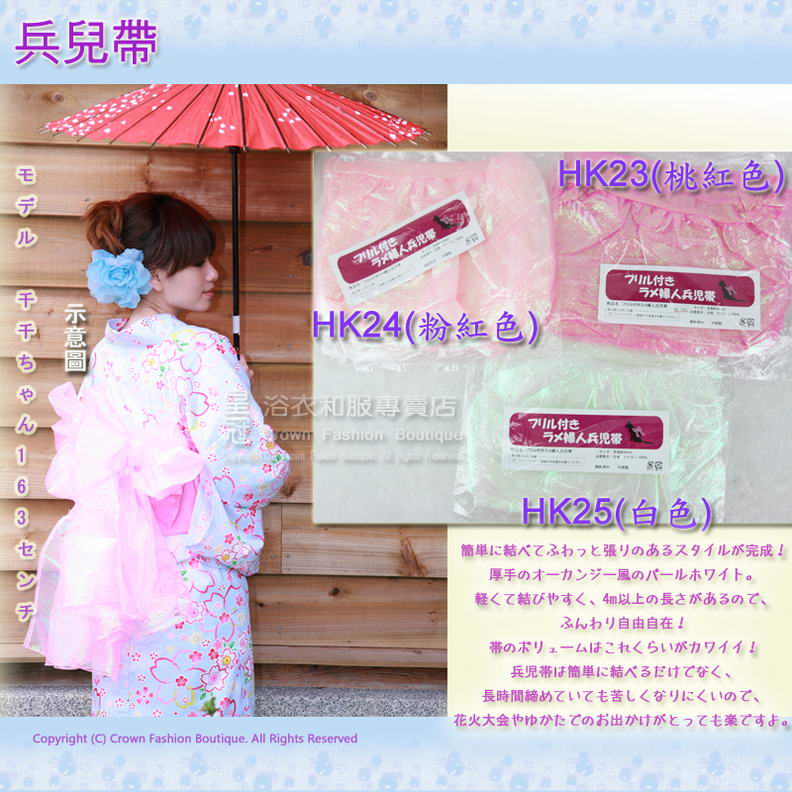 兵兒帶
モデル 千千ちゃん163センチ
示意圖
HK23(桃紅色)
フリル付き
ラメ婦人兵児帯
HK24(粉紅色)
フリル付き
ラメ婦人兵児帯
皇冠
浴衣和服專賣店
Crown Fashion Boutique
Crown Fashion Boutique. All Rights Reserved
フリル付き
ラメ婦人兵児帯
HK25(白色)
簡単に結べてふわっと張りのあるスタイルが完成！
厚手のオーカンジー風のパールホワイト。
軽くて結びやすく、4m以上の長さがあるので、
ふんわり自由自在！
帯のボリュームはこれくらいがカワイイ！
兵児帯は簡単に結べるだけでなく、
長時間締めていても苦しくなりにくいので、
花火大会やゆかたでのお出かけがとっても楽ですよ。
Copyright (C) Crown Fashion Boutique. All Rights Reserved